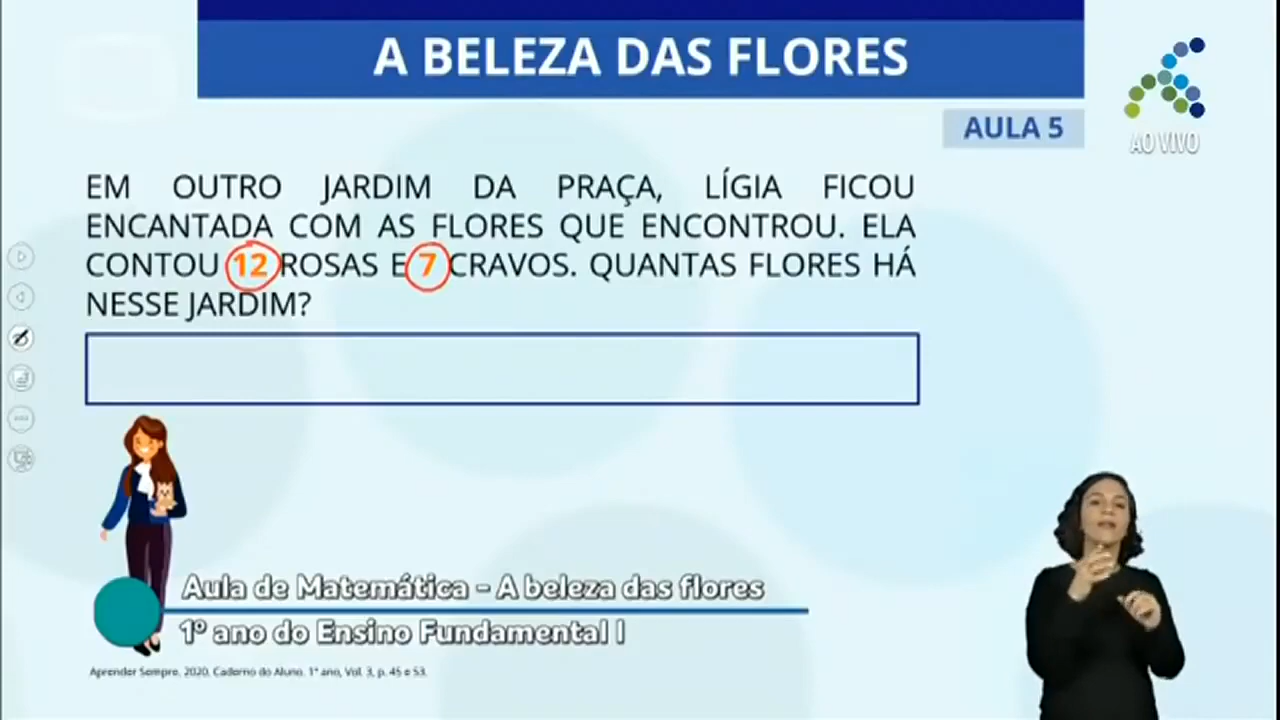 A BELEZA DAS FLORES
AULA 5
AO VIVO
EM OUTRO JARDIM DA PRAÇA, LÍGIA FICOU
ENCANTADA COM AS FLORES QUE ENCONTROU. ELA
CONTOU 12 ROSAS E 7 CRAVOS. QUANTAS FLORES HÁ
NESSE JARDIM?
Aula de Matemática - A beleza das flores
1º ano do Ensino Fundamental I
Aprender Sempre, 2020, Caderno do Aluno. 1° ano, Vol. 3, p. 45 e 53.